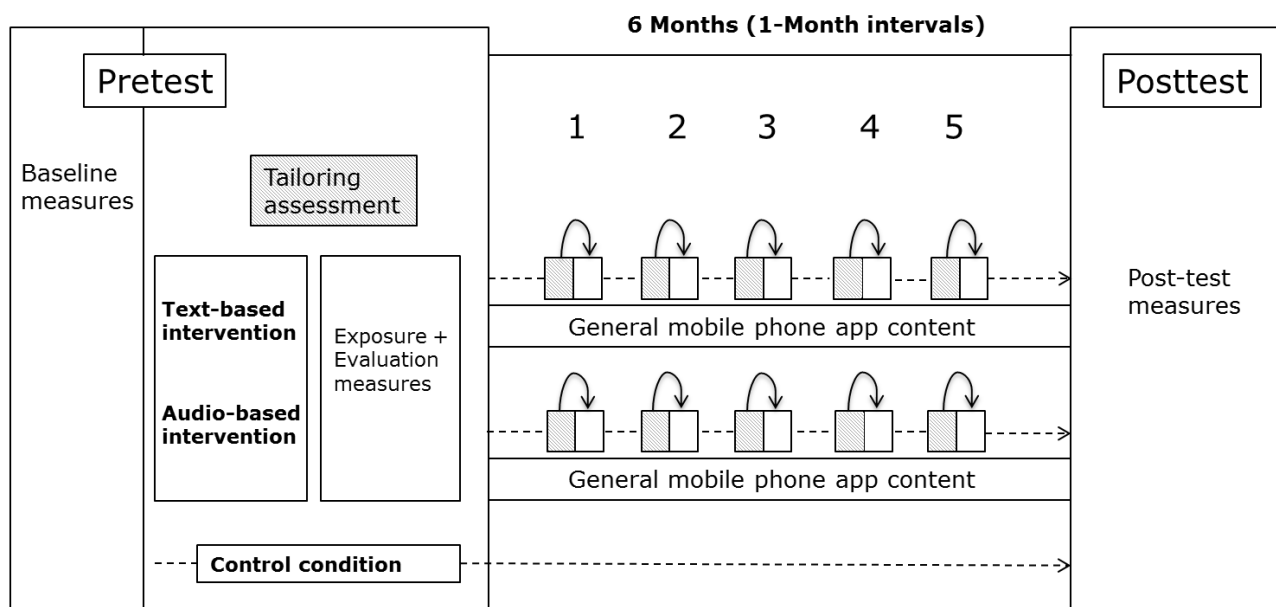 6 Months (1-Month intervals)
Pretest
Posttest
1 2 3 4 5
Baseline
measures
Tailoring
assessment
Text-based
intervention
Audio-based
intervention
Exposure +
Evaluation
measures
General mobile phone app content
General mobile phone app content
Control condition
Post-test
measures